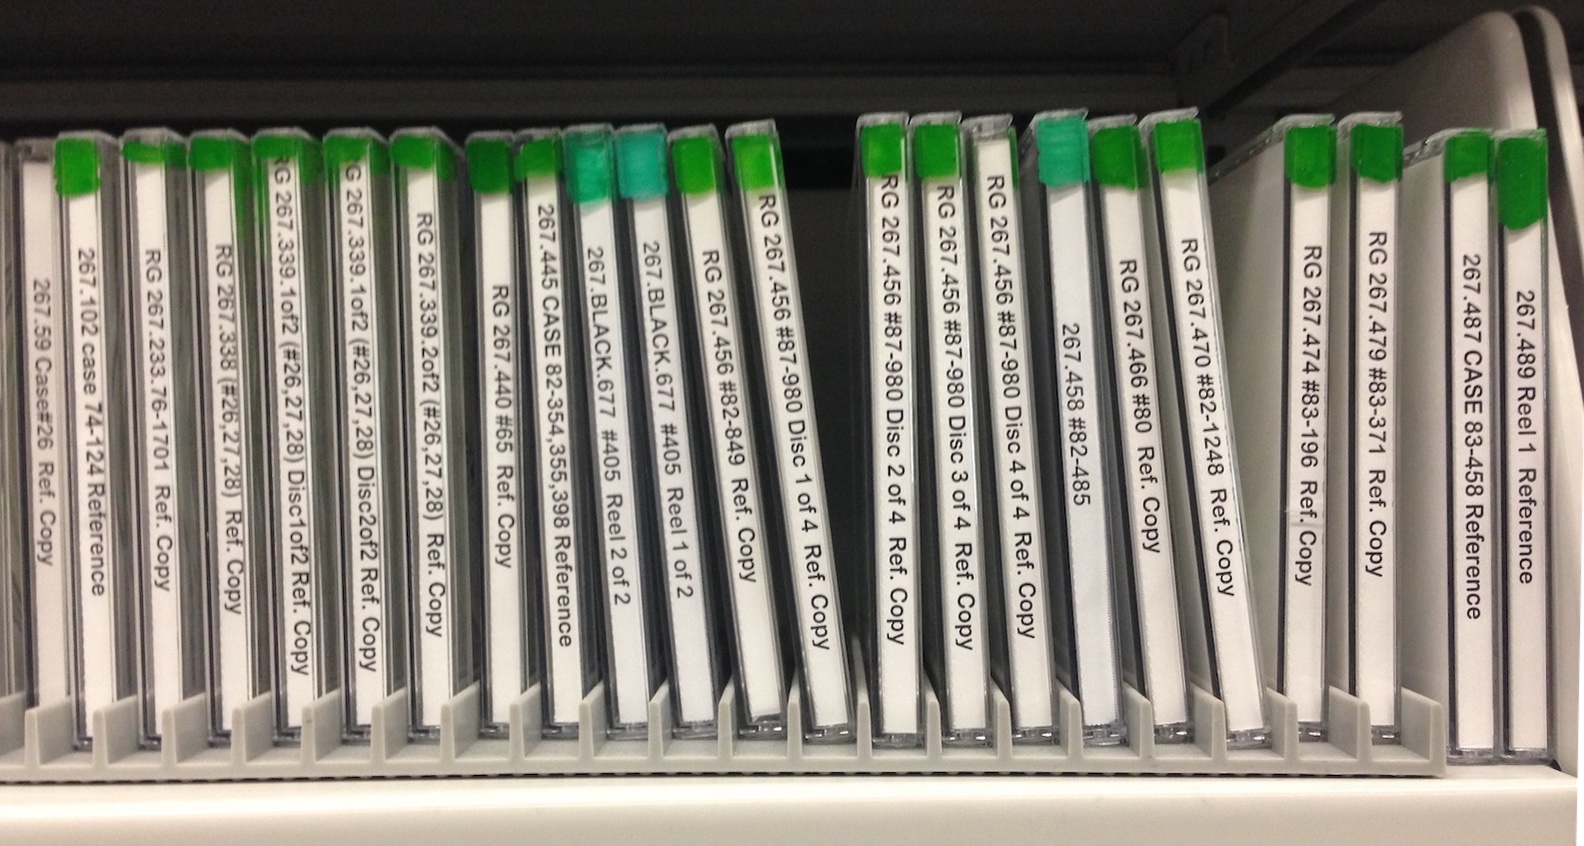 267.59 Case#26 Ref. Copy
267.102 case 74-124 Reference
RG 267.233.76-1701 Ref. Copy
RG 267.338 (#26,27,28) Ref. Copy
RG 267.339.1of2 (#26,27,28) Disc1of2 Ref. Copy
RG 267.339.1of2 (#26,27,28) Disc2of2 Ref. Copy
RG 267.339.2of2 (#26,27,28) Ref. Copy
RG 267.440 #65 Ref. Copy
267.445 CASE 82-354,355,398 Reference
267.BLACK.677 #405 Reel 2 of 2
267.BLACK.677 #405 Reel 1 of 2
RG 267.456 #82-849 Ref. Copy
RG 267.456 #87-980 Disc 1 of 4 Ref. Copy
RG 267.456 #87-980 Disc 2 of 4 Ref. Copy
RG 267.456 #87-980 Disc 3 of 4 Ref. Copy
RG 267.456 #87-980 Disc 4 of 4 Ref. Copy
267.458 #82-485
RG 267.466 #80 Ref. Copy
RG 267.470 #82-1248 Ref. Copy
RG 267.474 #83-196 Ref. Copy
RG 267.479 #83-371 Ref. Copy
267.487 CASE 83-458 Reference
267.489 Reel 1 Reference